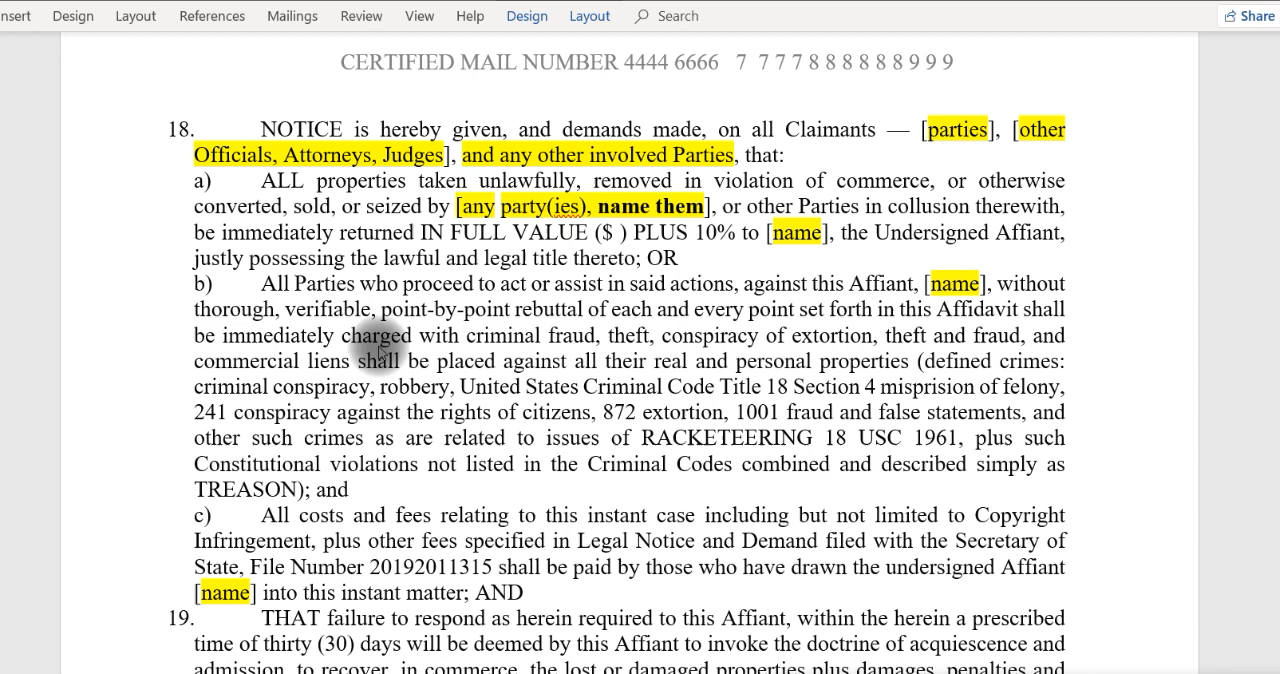 nsert Design Layout References Mailings Review View Help Design Layout Search Share
CERTIFIED MAIL NUMBER 4444 6666 7 7 7 7 8 8 8 8 8 8 9 9 9
18. NOTICE is hereby given, and demands made, on all Claimants — [parties], [other
Officials, Attorneys, Judges], and any other involved Parties, that:
a) ALL properties taken unlawfully, removed in violation of commerce, or otherwise
converted, sold, or seized by [any party(ies), name them], or other Parties in collusion therewith,
be immediately returned IN FULL VALUE ($ ) PLUS 10% to [name], the Undersigned Affiant,
justly possessing the lawful and legal title thereto; OR
b) All Parties who proceed to act or assist in said actions, against this Affiant, [name], without
thorough, verifiable, point-by-point rebuttal of each and every point set forth in this Affidavit shall
be immediately charged with criminal fraud, theft, conspiracy of extortion, theft and fraud, and
commercial liens shall be placed against all their real and personal properties (defined crimes:
criminal conspiracy, robbery, United States Criminal Code Title 18 Section 4 misprision of felony,
241 conspiracy against the rights of citizens, 872 extortion, 1001 fraud and false statements, and
other such crimes as are related to issues of RACKETEERING 18 USC 1961, plus such
Constitutional violations not listed in the Criminal Codes combined and described simply as
TREASON); and
c) All costs and fees relating to this instant case including but not limited to Copyright
Infringement, plus other fees specified in Legal Notice and Demand filed with the Secretary of
State, File Number 20192011315 shall be paid by those who have drawn the undersigned Affiant
[name] into this instant matter; AND
19. THAT failure to respond as herein required to this Affiant, within the herein a prescribed
time of thirty (30) days will be deemed by this Affiant to invoke the doctrine of acquiescence and
admission, to recover, in commerce, the lost or damaged properties plus damages, penalties and